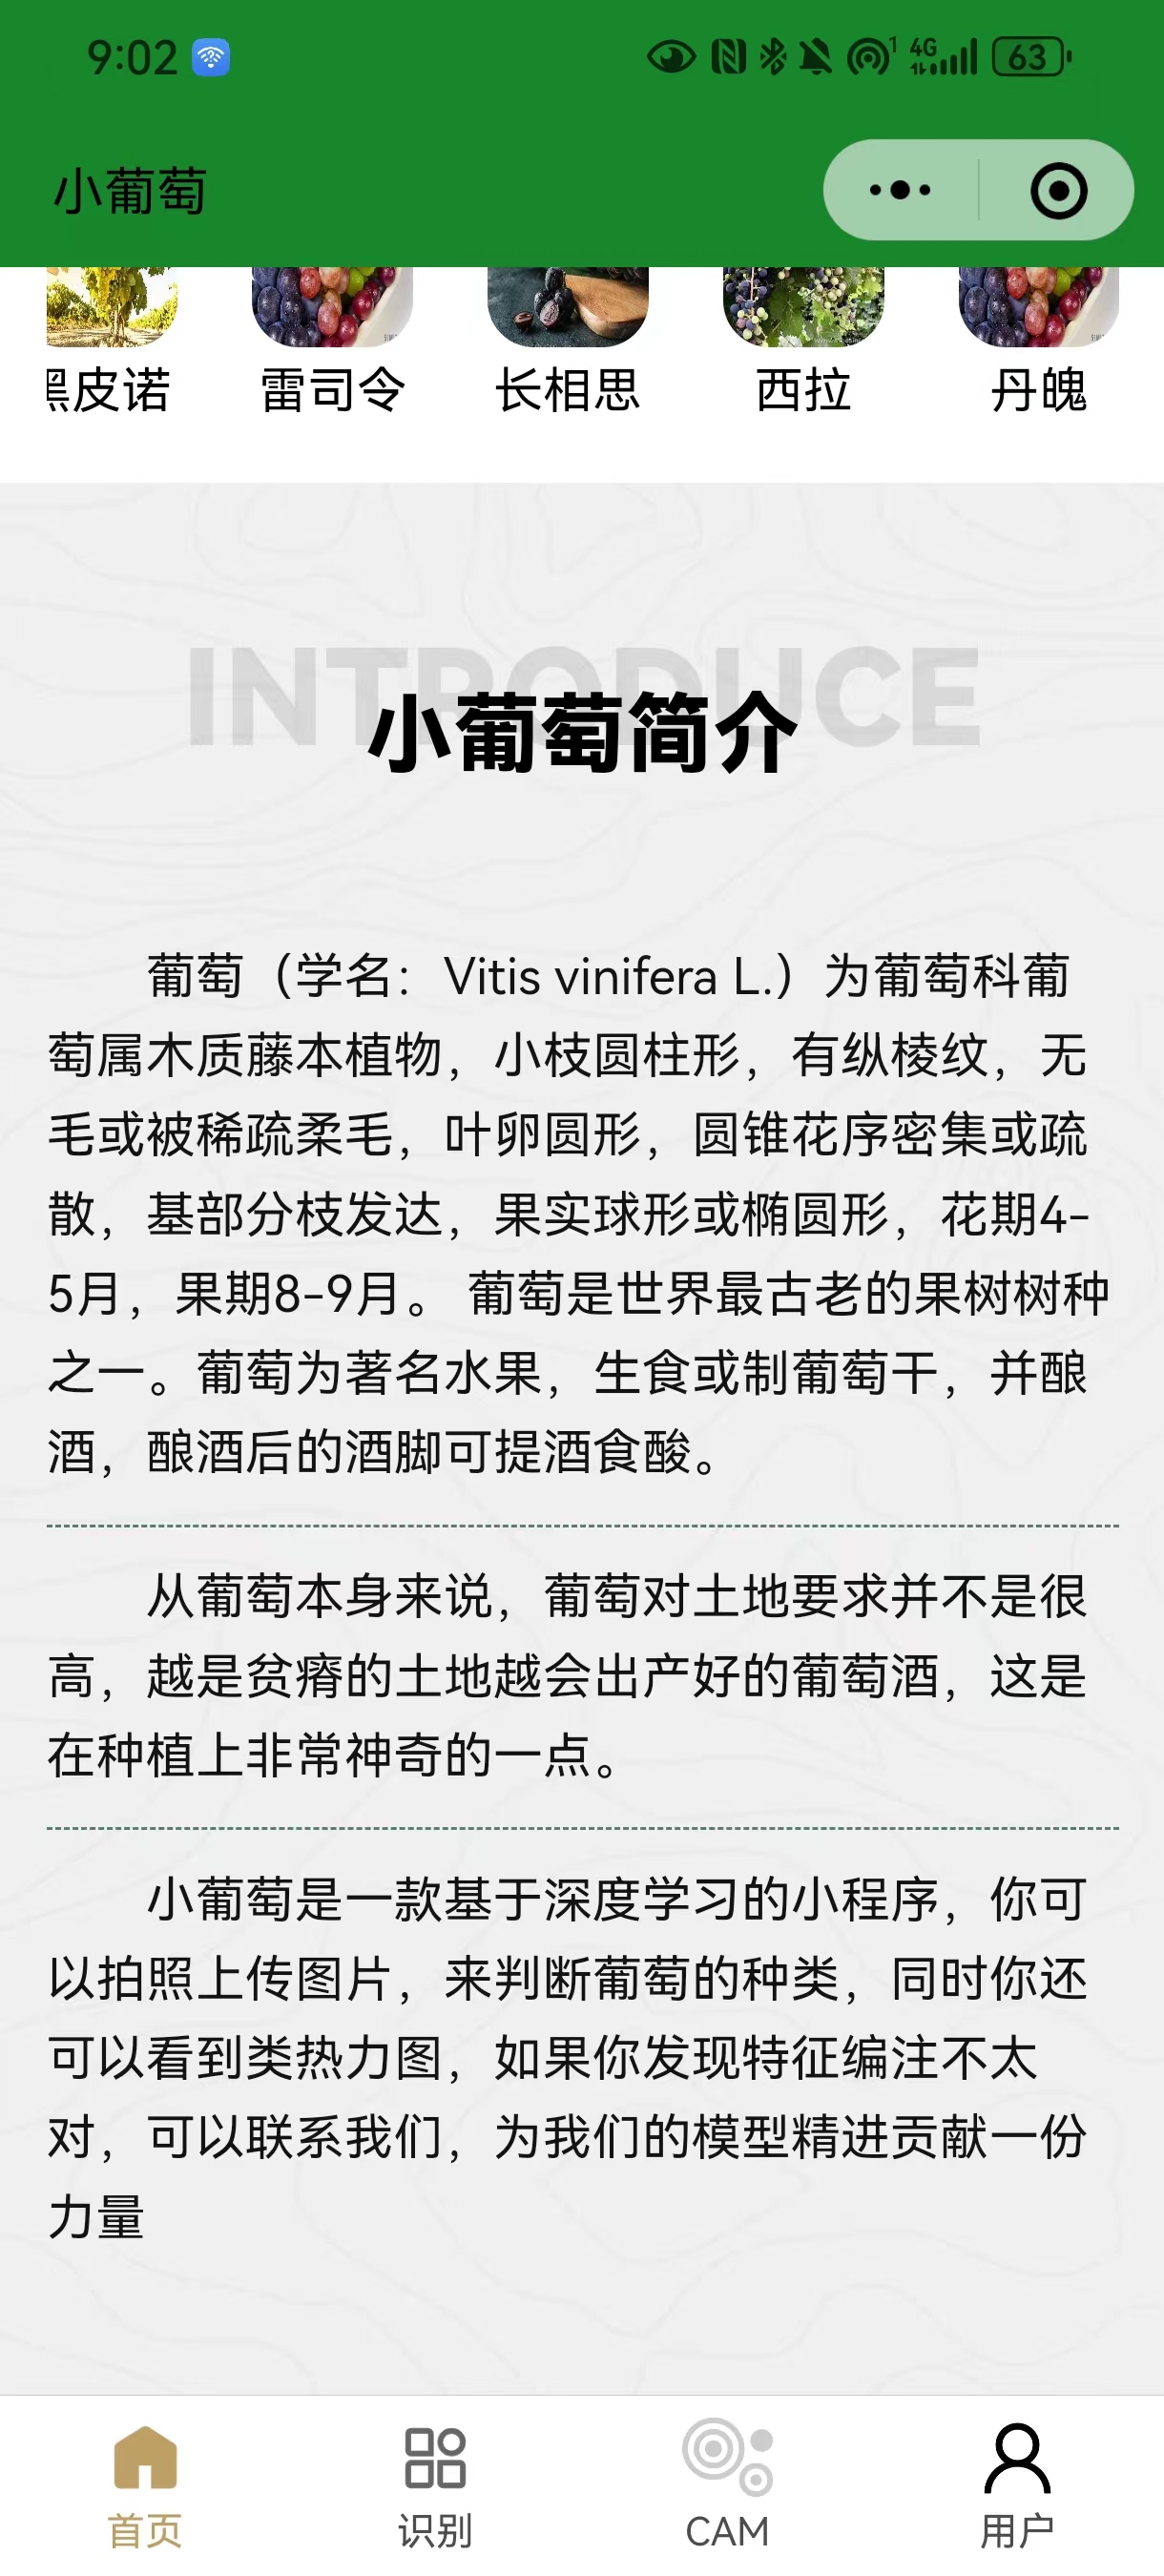 9:02
4G
63
小葡萄
黑皮诺
雷司令
长相思
西拉
丹魄
INTRODUCE
小葡萄简介
葡萄（学名：Vitis vinifera L.）为葡萄科葡
萄属木质藤本植物，小枝圆柱形，有纵棱纹，无
毛或被稀疏柔毛，叶卵圆形，圆锥花序密集或疏
散，基部分枝发达，果实球形或椭圆形，花期4-
5月，果期8-9月。 葡萄是世界最古老的果树树种
之一。葡萄为著名水果，生食或制葡萄干，并酿
酒，酿酒后的酒脚可提酒食酸。
从葡萄本身来说，葡萄对土地要求并不是很
高，越是贫瘠的土地越会出产好的葡萄酒，这是
在种植上非常神奇的一点。
小葡萄是一款基于深度学习的小程序，你可
以拍照上传图片，来判断葡萄的种类，同时你还
可以看到类热力图，如果你发现特征编注不太
对，可以联系我们，为我们的模型精进贡献一份
力量
首页
识别
CAM
用户